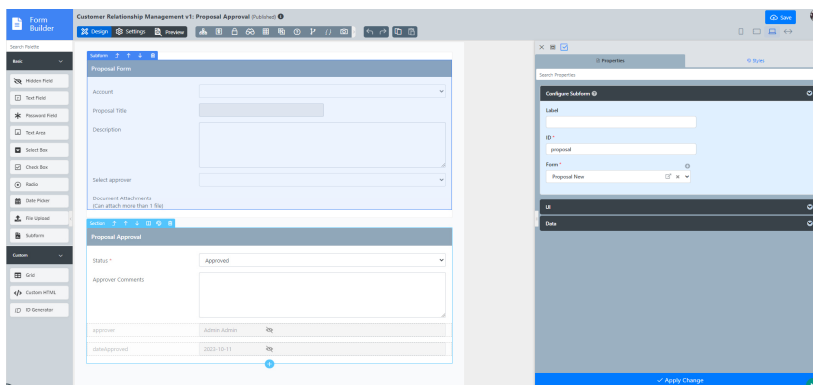 Form Builder
Customer Relationship Management v1: Proposal Approval (Published)
Save
Design Settings Preview
Search Palette
Basic
Hidden Field
Text Field
Password Field
Text Area
Select Box
Check Box
Radio
Date Picker
File Upload
Subform
Custom
Grid
Custom HTML
ID Generator
Subform
Proposal Form
Account
Proposal Title
Description
Select approver
Document Attachments
(Can attach more than 1 file)
Section
Proposal Approval
Status *
Approved
Approver Comments
approver
Admin Admin
dateApproved
2022-10-11
Properties
Styles
Search Properties
Configure Subform
Label
ID *
proposal
Form *
Proposal New
UI
Data
Apply Change